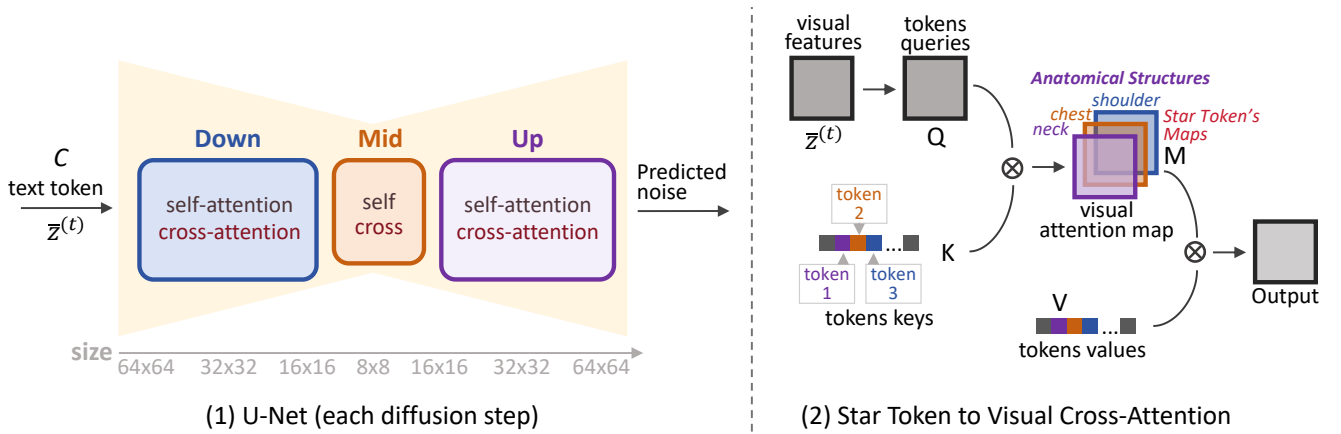 C
text token
z̄⁽ᵗ⁾
Down
self-attention
cross-attention
Mid
self
cross
Up
self-attention
cross-attention
Predicted
noise
size
64x64 32x32 16x16 8x8 16x16 32x32 64x64
(1) U-Net (each diffusion step)
visual
features
z̄⁽ᵗ⁾
tokens
queries
Q
Anatomical Structures
shoulder
chest
neck
Star Token's
Maps
M
visual
attention map
token
2
...
K
token
1
token
3
tokens keys
V
...
tokens values
Output
(2) Star Token to Visual Cross-Attention